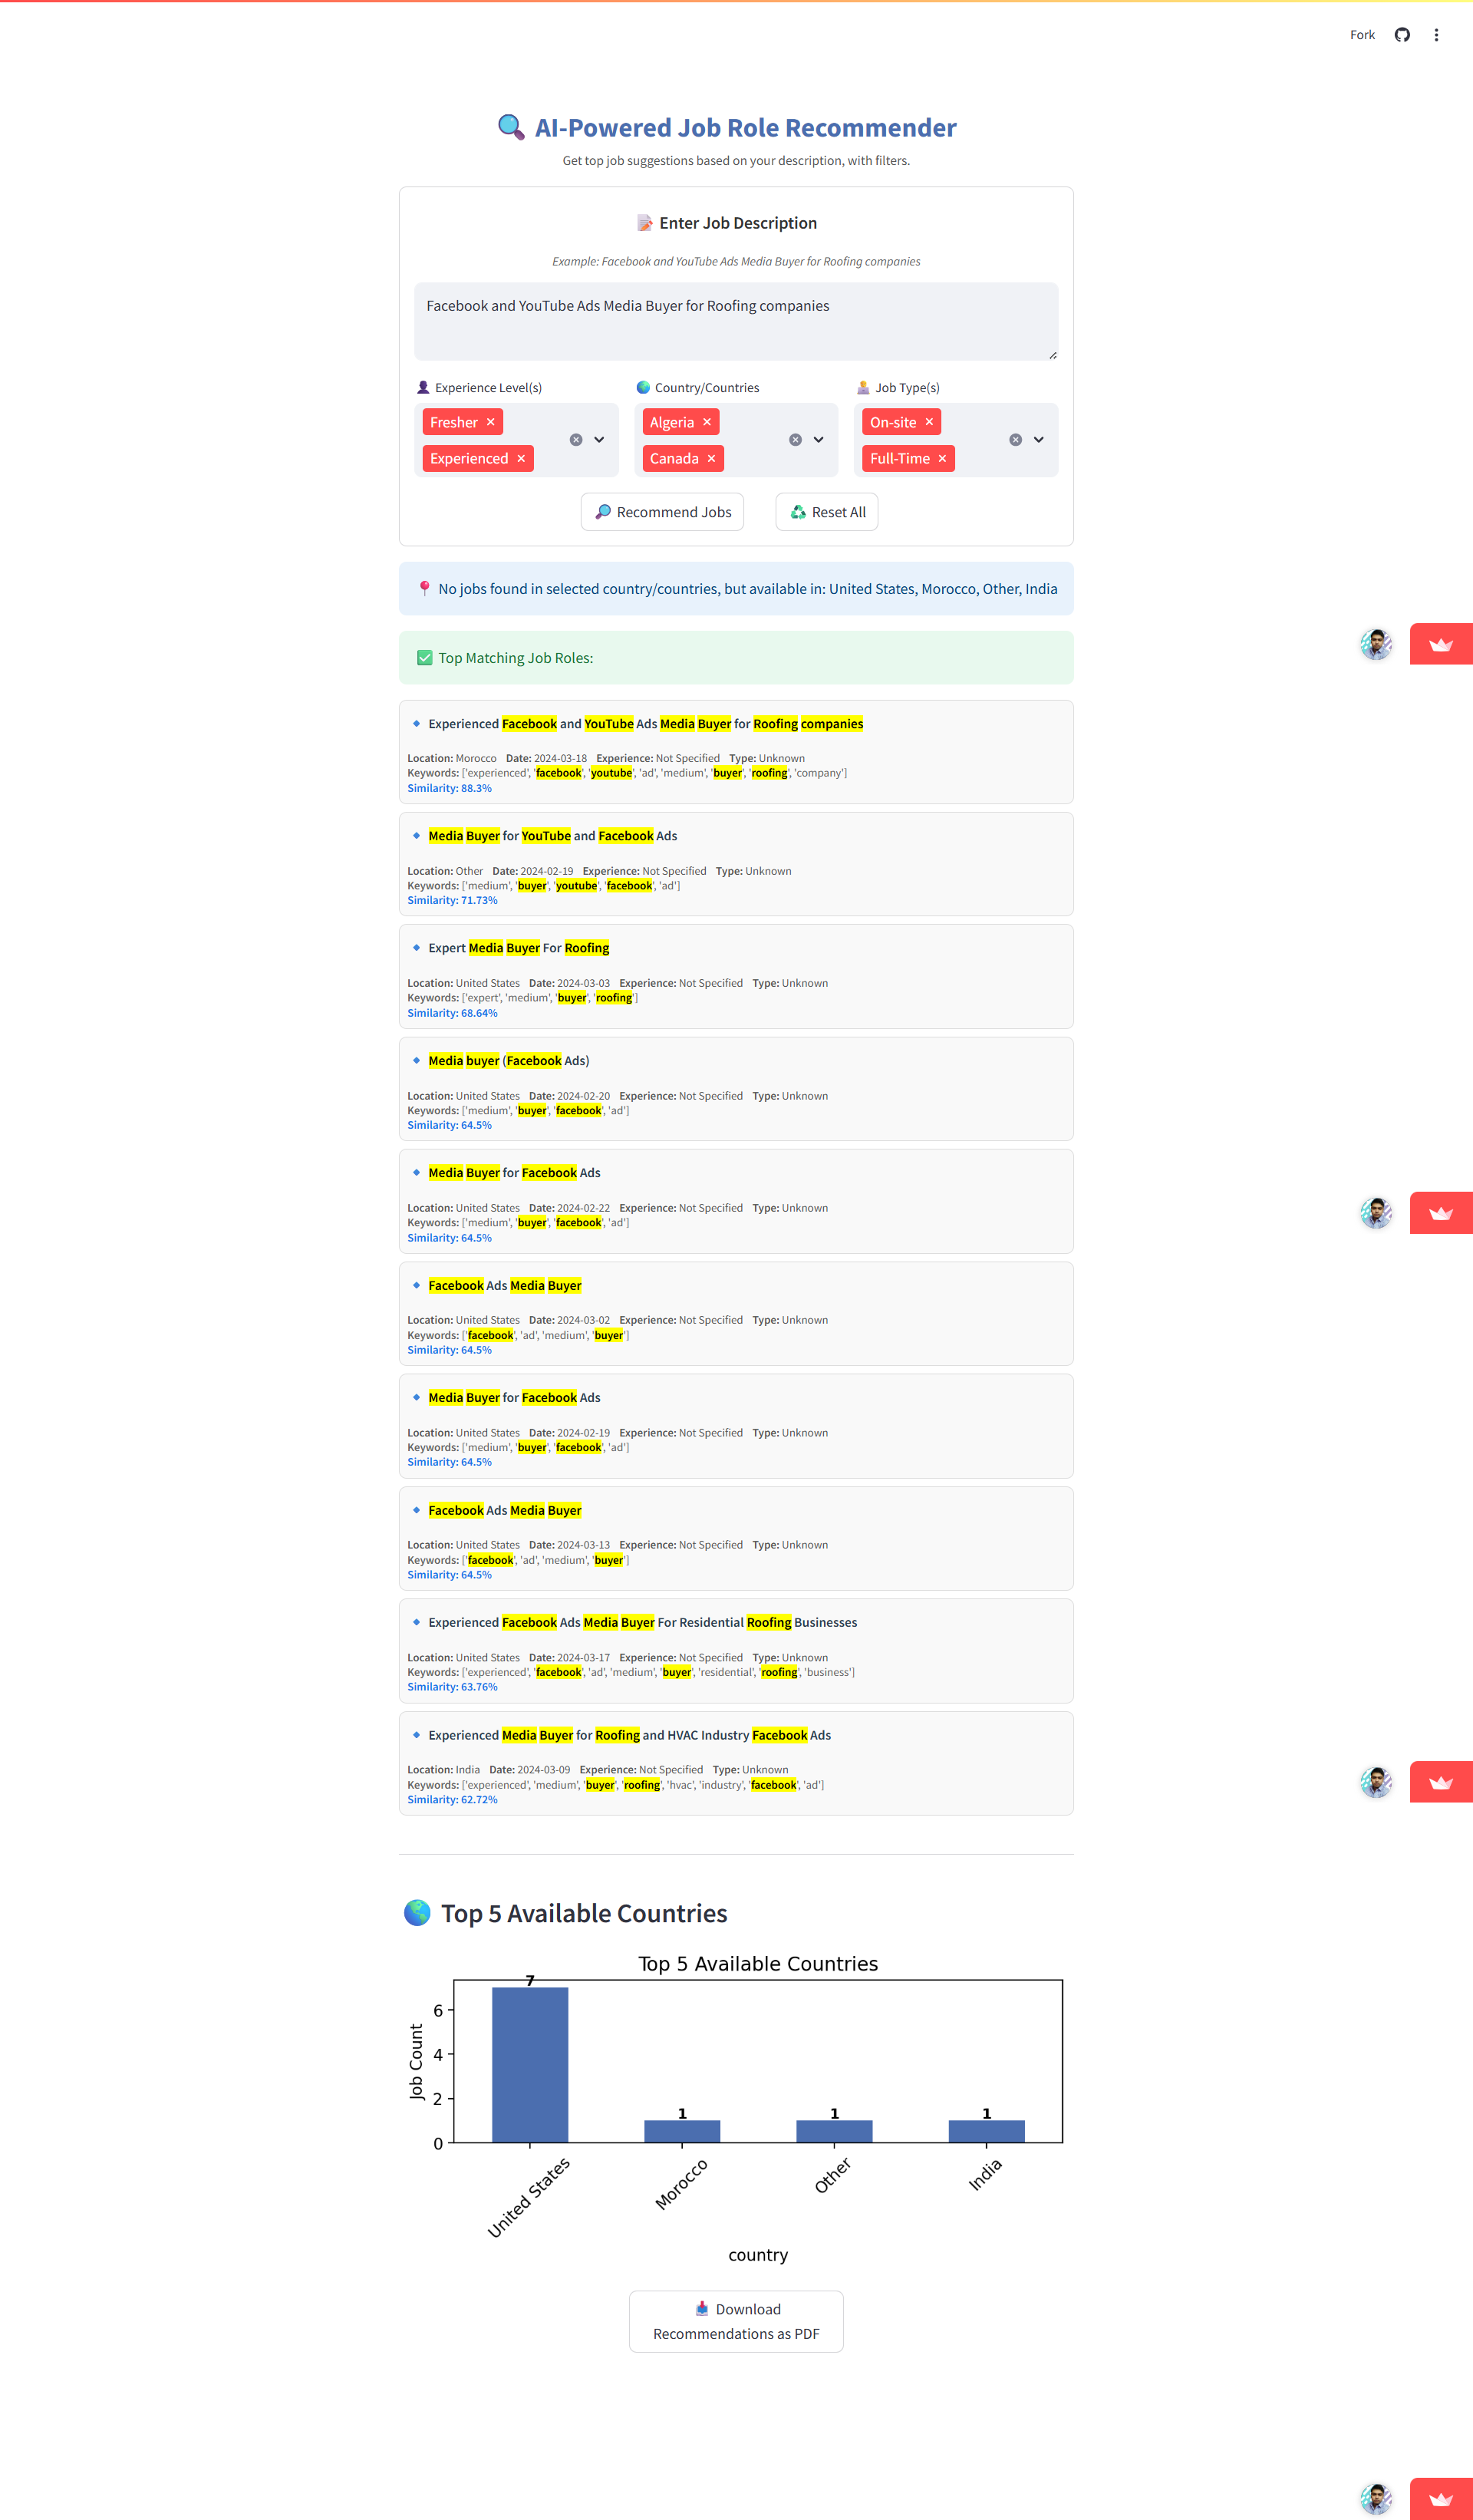 Fork
AI-Powered Job Role Recommender
Get top job suggestions based on your description, with filters.
Enter Job Description
Example: Facebook and YouTube Ads Media Buyer for Roofing companies
Facebook and YouTube Ads Media Buyer for Roofing companies
Experience Level(s) Country/Countries Job Type(s)
Fresher × Algeria × On-site ×
Experienced × Canada × Full-Time ×
Recommend Jobs Reset All
No jobs found in selected country/countries, but available in: United States, Morocco, Other, India
Top Matching Job Roles:
Experienced Facebook and YouTube Ads Media Buyer for Roofing companies
Location: Morocco Date: 2024-03-18 Experience: Not Specified Type: Unknown
Keywords: ['experienced', 'facebook', 'youtube', 'ad', 'medium', 'buyer', 'roofing', 'company']
Similarity: 88.3%
Media Buyer for YouTube and Facebook Ads
Location: Other Date: 2024-02-19 Experience: Not Specified Type: Unknown
Keywords: ['medium', 'buyer', 'youtube', 'facebook', 'ad']
Similarity: 71.73%
Expert Media Buyer For Roofing
Location: United States Date: 2024-03-03 Experience: Not Specified Type: Unknown
Keywords: ['expert', 'medium', 'buyer', 'roofing']
Similarity: 68.64%
Media buyer (Facebook Ads)
Location: United States Date: 2024-02-20 Experience: Not Specified Type: Unknown
Keywords: ['medium', 'buyer', 'facebook', 'ad']
Similarity: 64.5%
Media Buyer for Facebook Ads
Location: United States Date: 2024-02-22 Experience: Not Specified Type: Unknown
Keywords: ['medium', 'buyer', 'facebook', 'ad']
Similarity: 64.5%
Facebook Ads Media Buyer
Location: United States Date: 2024-03-02 Experience: Not Specified Type: Unknown
Keywords: ['facebook', 'ad', 'medium', 'buyer']
Similarity: 64.5%
Media Buyer for Facebook Ads
Location: United States Date: 2024-02-19 Experience: Not Specified Type: Unknown
Keywords: ['medium', 'buyer', 'facebook', 'ad']
Similarity: 64.5%
Facebook Ads Media Buyer
Location: United States Date: 2024-03-13 Experience: Not Specified Type: Unknown
Keywords: ['facebook', 'ad', 'medium', 'buyer']
Similarity: 64.5%
Experienced Facebook Ads Media Buyer For Residential Roofing Businesses
Location: United States Date: 2024-03-17 Experience: Not Specified Type: Unknown
Keywords: ['experienced', 'facebook', 'ad', 'medium', 'buyer', 'residential', 'roofing', 'business']
Similarity: 63.76%
Experienced Media Buyer for Roofing and HVAC Industry Facebook Ads
Location: India Date: 2024-03-09 Experience: Not Specified Type: Unknown
Keywords: ['experienced', 'medium', 'buyer', 'roofing', 'hvac', 'industry', 'facebook', 'ad']
Similarity: 62.72%
Top 5 Available Countries
Top 5 Available Countries
7
6
4
2
0
Job Count
1 1 1
United States Morocco Other India
country
Download
Recommendations as PDF